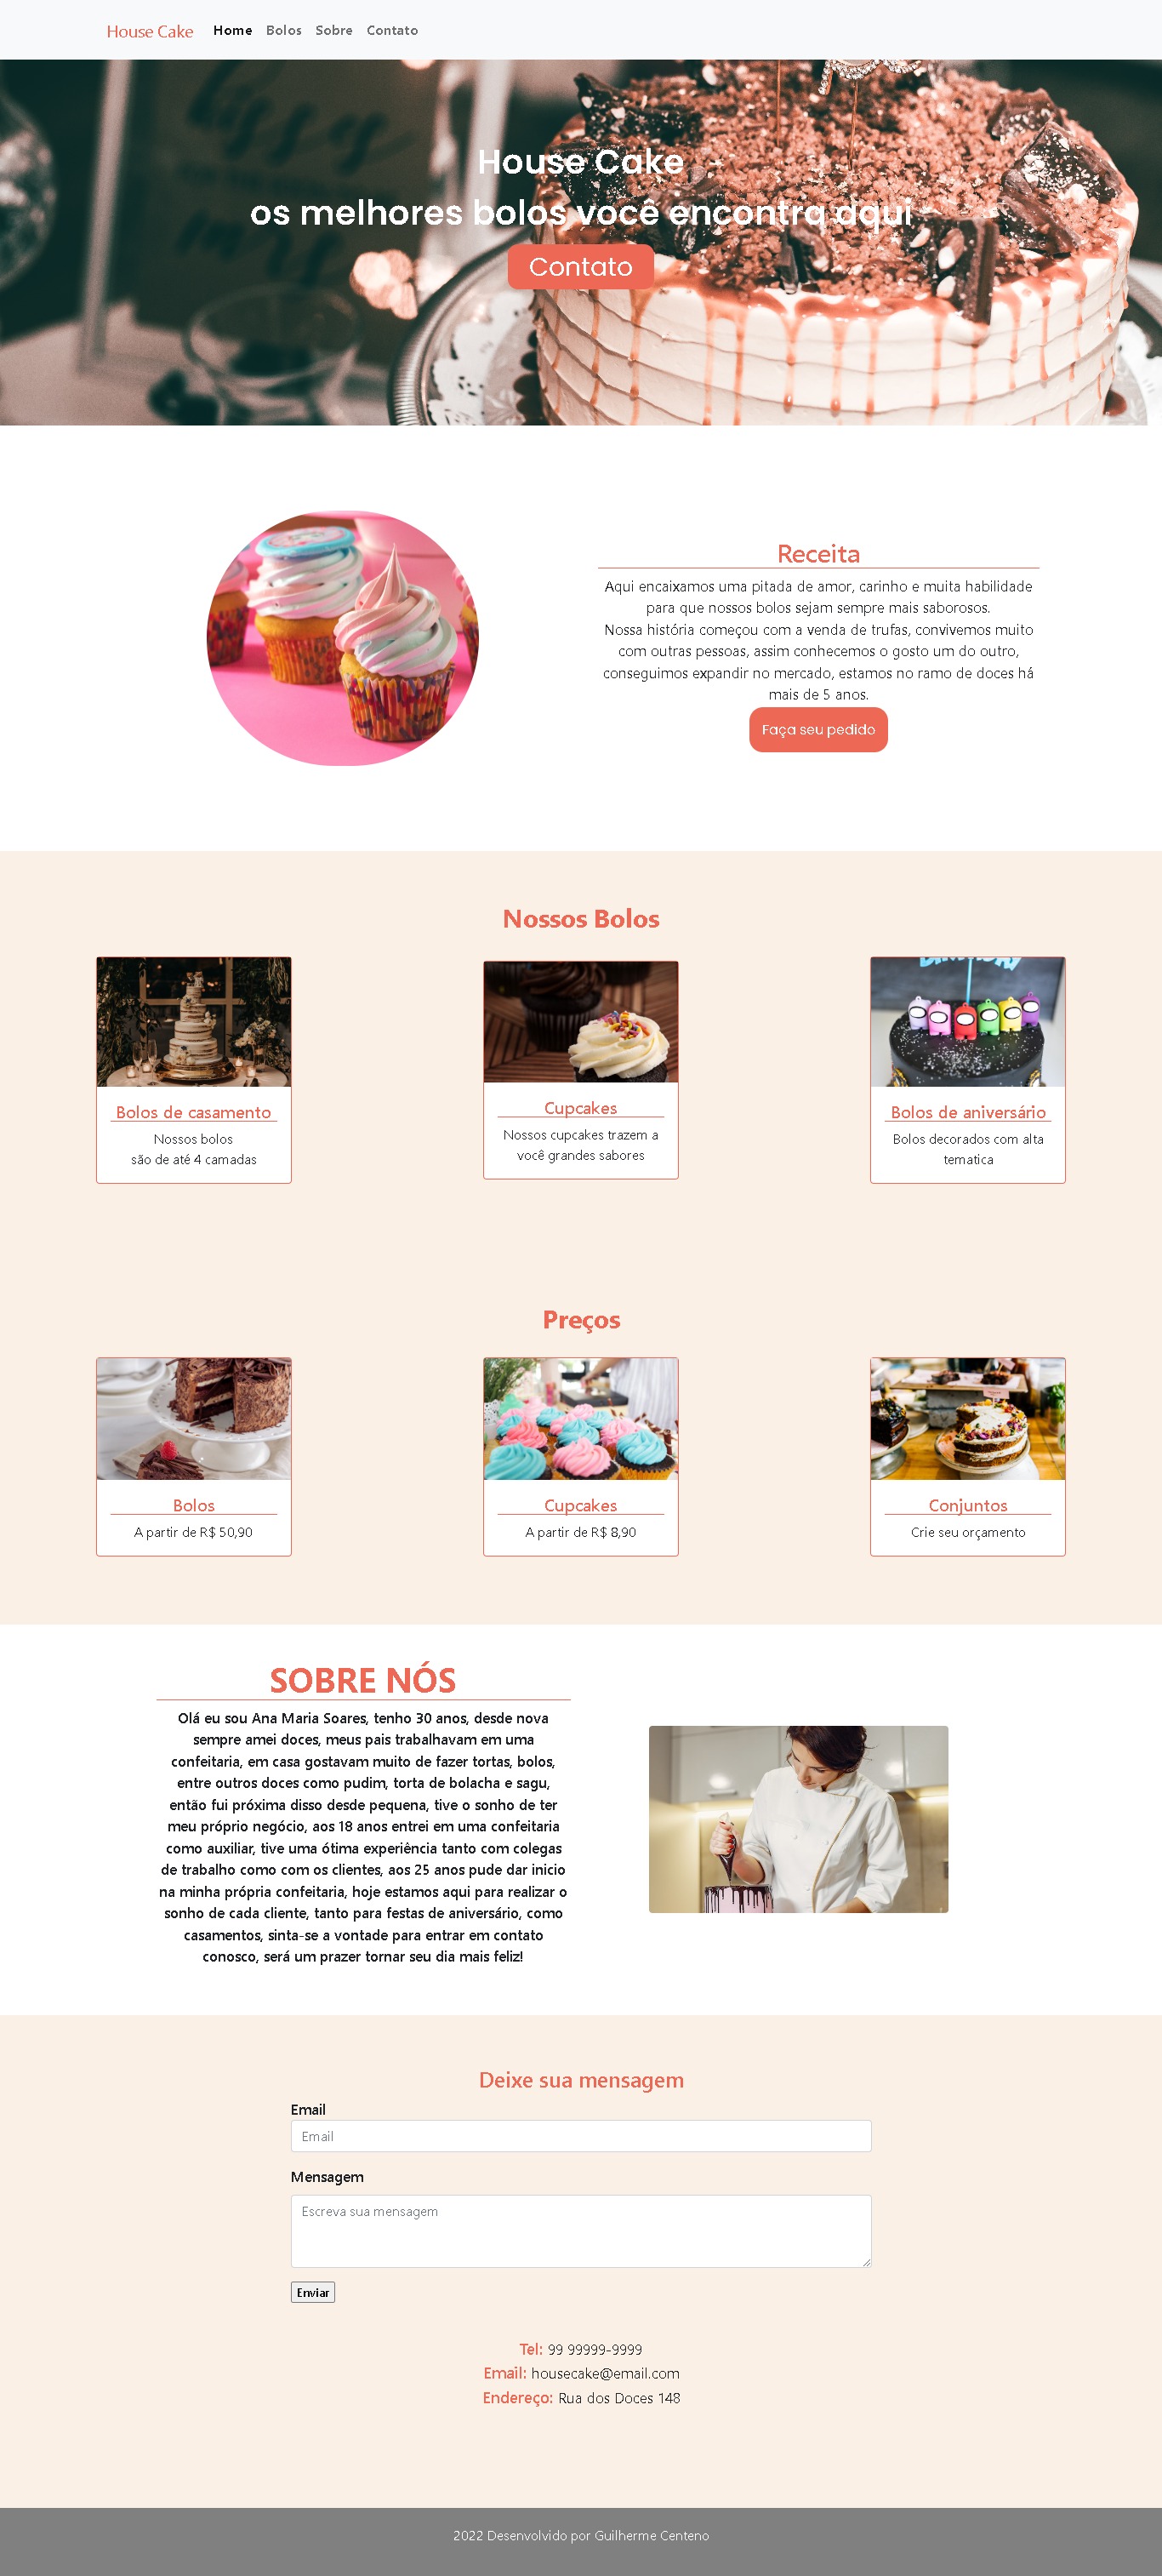 House Cake Home Bolos Sobre Contato
House Cake
os melhores bolos você encontra aqui
Contato
Receita
Aqui encaixamos uma pitada de amor, carinho e muita habilidade
para que nossos bolos sejam sempre mais saborosos.
Nossa história começou com a venda de trufas, convivemos muito
com outras pessoas, assim conhecemos o gosto um do outro,
conseguimos expandir no mercado, estamos no ramo de doces há
mais de 5 anos.
Faça seu pedido
Nossos Bolos
Bolos de casamento
Nossos bolos
são de até 4 camadas
Cupcakes
Nossos cupcakes trazem a
você grandes sabores
Bolos de aniversário
Bolos decorados com alta
tematica
Preços
Bolos
A partir de R$ 50,90
Cupcakes
A partir de R$ 8,90
Conjuntos
Crie seu orçamento
SOBRE NÓS
Olá eu sou Ana Maria Soares, tenho 30 anos, desde nova
sempre amei doces, meus pais trabalhavam em uma
confeitaria, em casa gostavam muito de fazer tortas, bolos,
entre outros doces como pudim, torta de bolacha e sagu,
então fui próxima disso desde pequena, tive o sonho de ter
meu próprio negócio, aos 18 anos entrei em uma confeitaria
como auxiliar, tive uma ótima experiência tanto com colegas
de trabalho como com os clientes, aos 25 anos pude dar inicio
na minha própria confeitaria, hoje estamos aqui para realizar o
sonho de cada cliente, tanto para festas de aniversário, como
casamentos, sinta-se a vontade para entrar em contato
conosco, será um prazer tornar seu dia mais feliz!
Deixe sua mensagem
Email
Email
Mensagem
Escreva sua mensagem
Enviar
Tel: 99 99999-9999
Email: housecake@email.com
Endereço: Rua dos Doces 148
2022 Desenvolvido por Guilherme Centeno